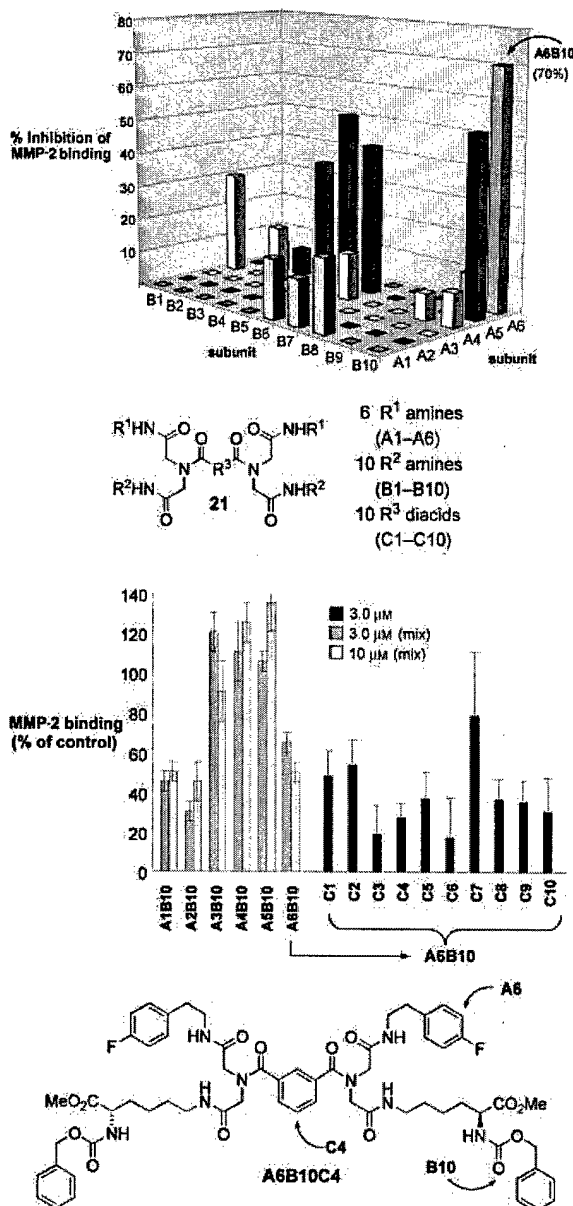 80
70
60
50
40
30
20
10
% Inhibition of
MMP-2 binding
A6B10
(70%)
B1
B2
B3
B4
B5
B6
B7
B8
B9
B10
subunit
A1
A2
A3
A4
A5
A6
subunit
R¹HN O O O NHR¹
N R³ N
R²HN NHR²
O 21 O
6 R¹ amines
(A1–A6)
10 R² amines
(B1–B10)
10 R³ diacids
(C1–C10)
140
120
100
80
60
40
20
0
MMP-2 binding
(% of control)
3.0 µM
3.0 µM (mix)
10 µM (mix)
A1B10
A2B10
A3B10
A4B10
A5B10
A6B10
C1
C2
C3
C4
C5
C6
C7
C8
C9
C10
A6B10
A6
F N H O O O O H N F
N N
MeO₂C H N O O N H CO₂Me
O N H O C4 B10 H N O O
A6B10C4